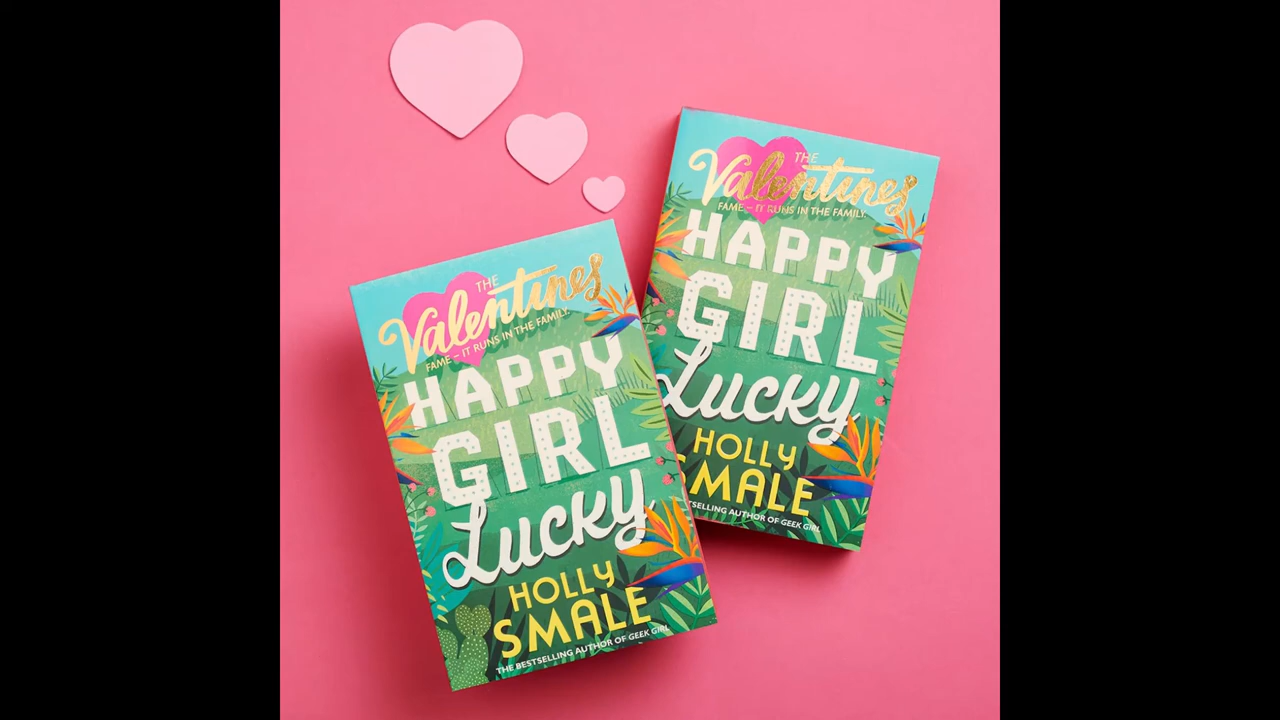 THE
Valentines
FAME – IT RUNS IN THE FAMILY.
HAPPY
GIRL
Lucky
HOLLY
SMALE
THE BESTSELLING AUTHOR OF GEEK GIRL
THE
Valentines
FAME – IT RUNS IN THE FAMILY.
HAPPY
GIRL
Lucky
HOLLY
SMALE
AUTHOR OF GEEK GIRL